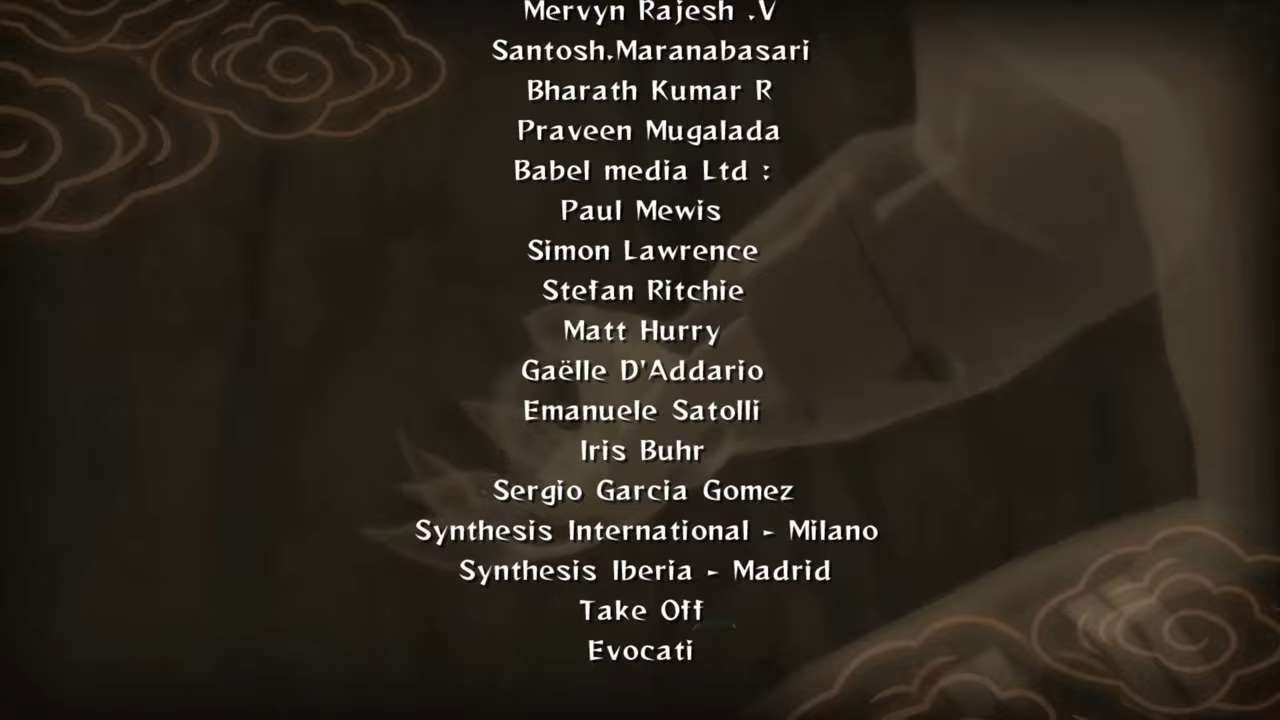 Mervyn Rajesh .V
Santosh.Maranabasari
Bharath Kumar R
Praveen Mugalada
Babel media Ltd :
Paul Mewis
Simon Lawrence
Stefan Ritchie
Matt Hurry
Gaëlle D'Addario
Emanuele Satolli
Iris Buhr
Sergio Garcia Gomez
Synthesis International - Milano
Synthesis Iberia - Madrid
Take Off
Evocati